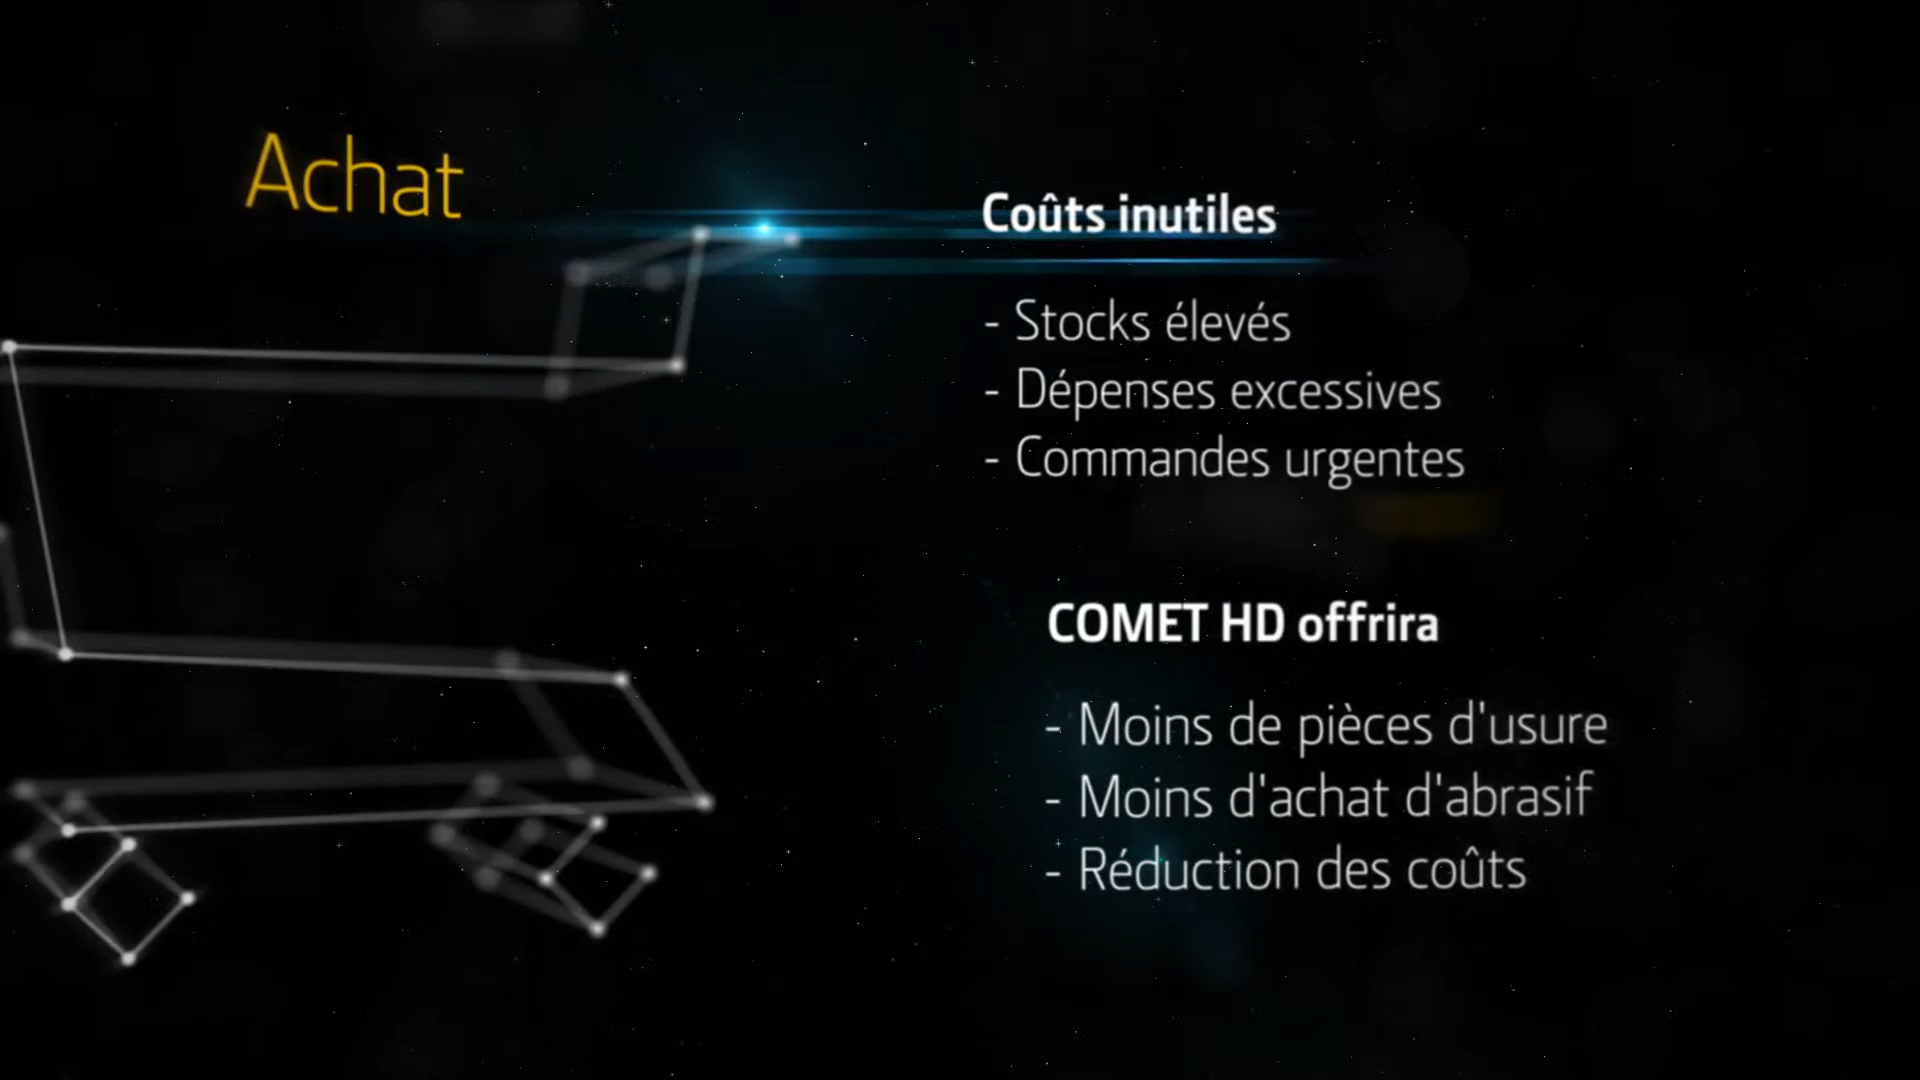 Achat
Coûts inutiles
- Stocks élevés
- Dépenses excessives
- Commandes urgentes
COMET HD offrira
- Moins de pièces d'usure
- Moins d'achat d'abrasif
- Réduction des coûts